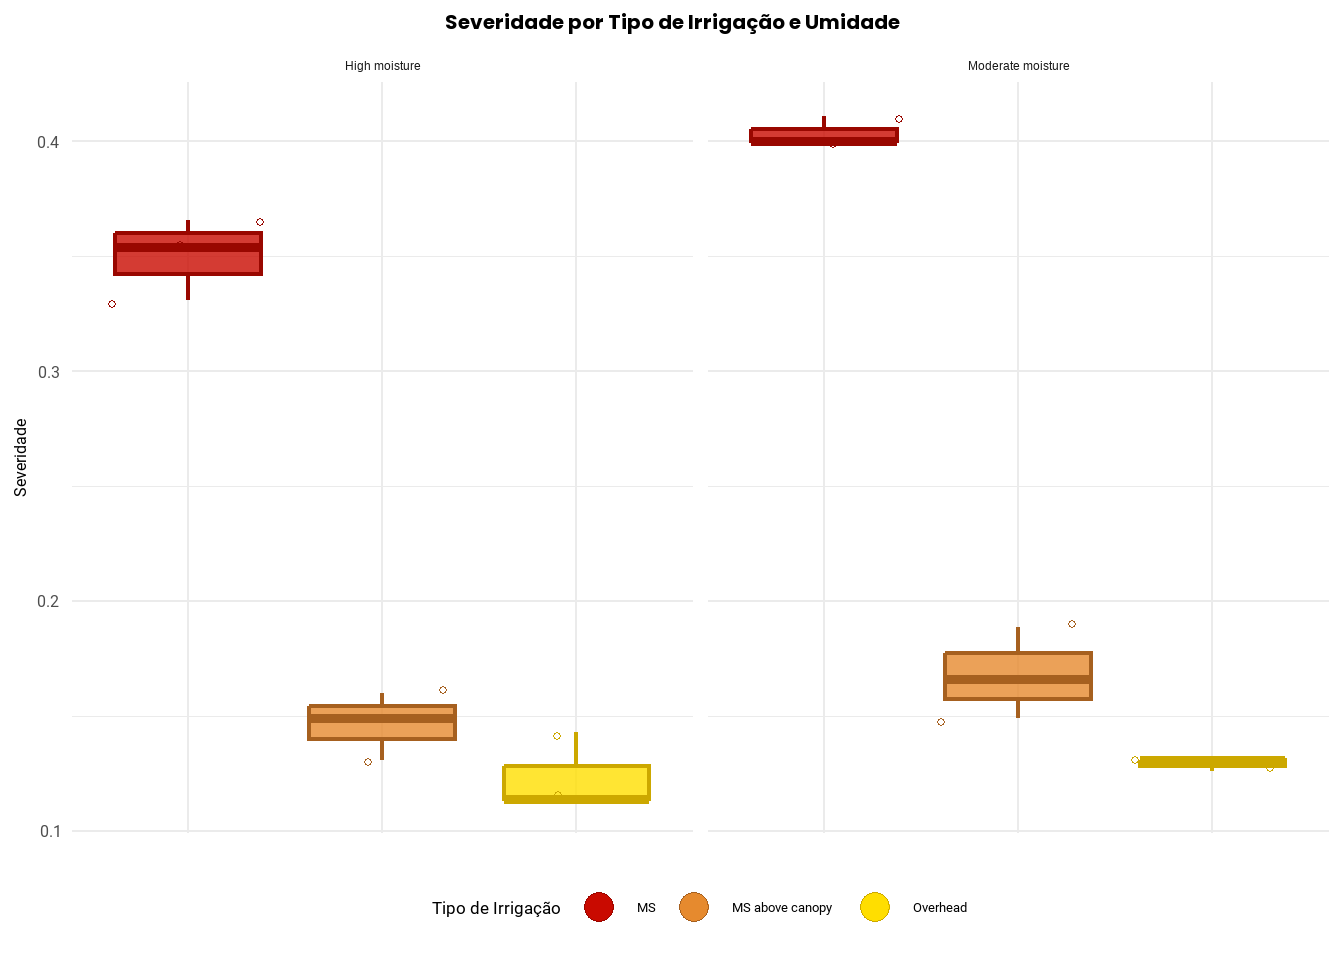 Severidade por Tipo de Irrigação e Umidade
High moisture
Moderate moisture
0.4
0.3
0.2
0.1
Severidade
Tipo de Irrigação
MS
MS above canopy
Overhead